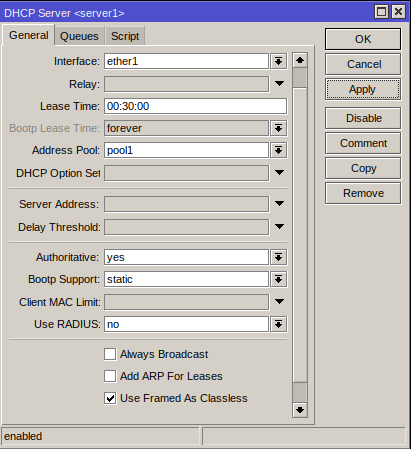 DHCP Server <server1>
General Queues Script
OK
Interface: ether1
Cancel
Relay:
Apply
Lease Time: 00:30:00
Disable
Bootp Lease Time: forever
Comment
Address Pool: pool1
Copy
DHCP Option Set
Remove
Server Address:
Delay Threshold:
Authoritative: yes
Bootp Support: static
Client MAC Limit:
Use RADIUS: no
Always Broadcast
Add ARP For Leases
Use Framed As Classless
enabled